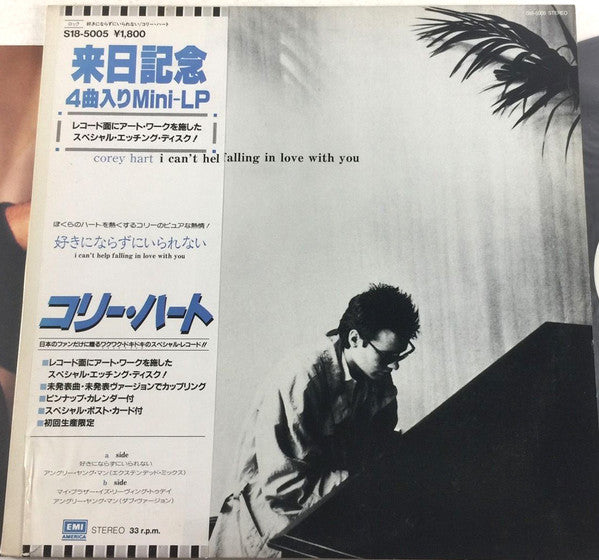 ロック 好きにならずにいられない/コリー・ハート
S18-5005 ¥1,800
S18-5005 STEREO
来日記念
4曲入りMini-LP
レコード面にアート・ワークを施した
スペシャル・エッチング・ディスク!
corey hart i can't hel falling in love with you
ぼくらのハートを熱くするコリーのピュアな熱情!
好きにならずにいられない
i can't help falling in love with you
コリー・ハート
日本のファンだけに贈るワクワク・ドキドキのスペシャル・レコード!!
■レコード面にアート・ワークを施した
スペシャル・エッチング・ディスク!
■未発表曲・未発表ヴァージョンでカップリング
■ピンナップ・カレンダー付
■スペシャル・ポスト・カード付
■初回生産限定
a side
好きにならずにいられない
アングリー・ヤング・マン(エクステンデッド・ミックス)
b side
マイ・ブラザー・イズ・リーヴィング・トゥデイ
アングリー・ヤング・マン(ダブ・ヴァージョン)
EMI
AMERICA
STEREO 33 r.p.m.